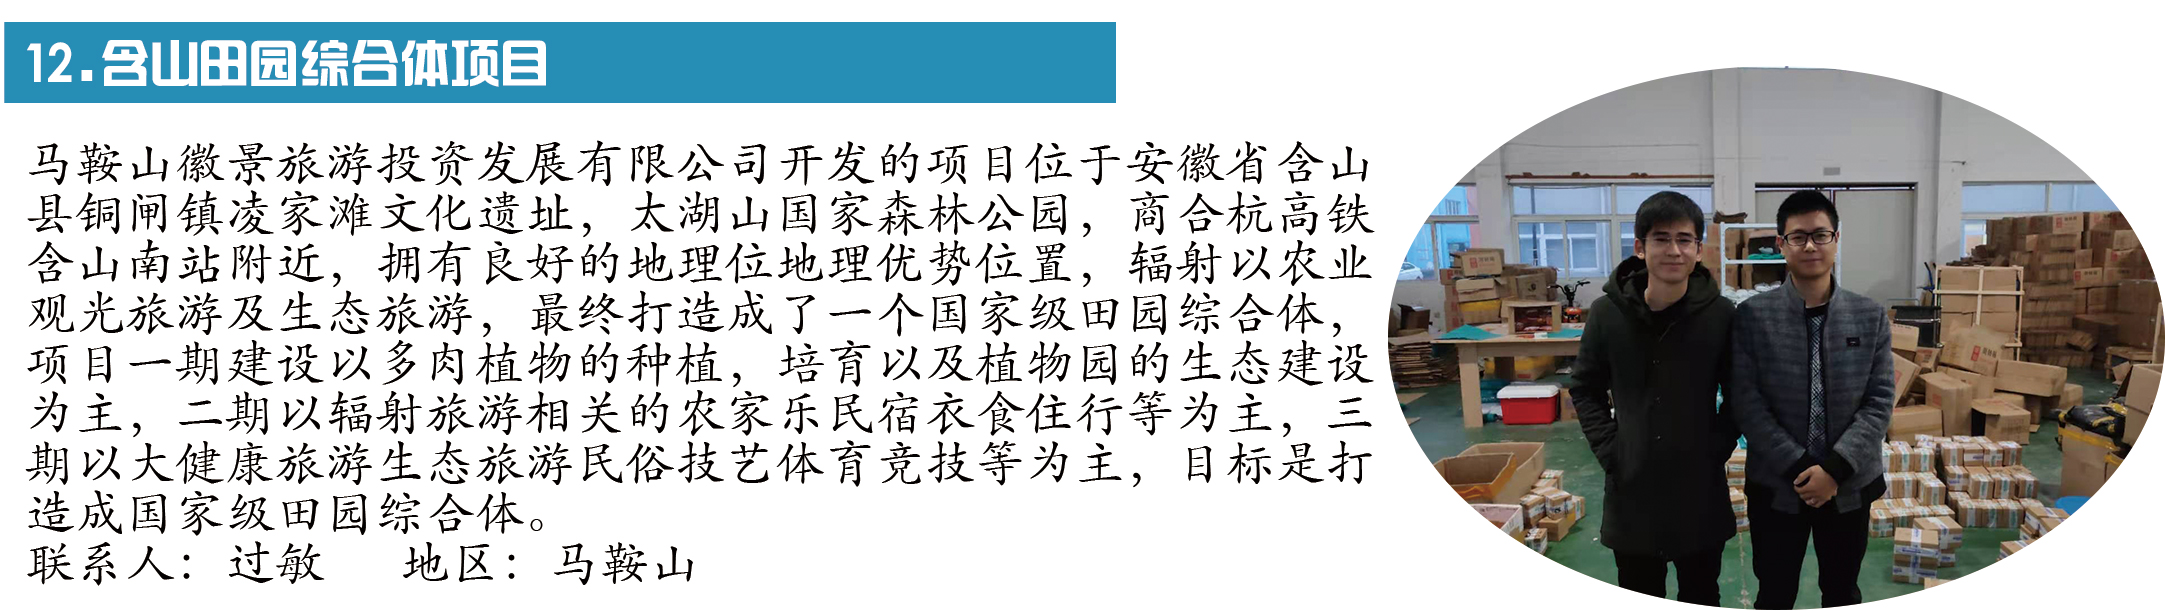 12.含山田园综合体项目
马鞍山徽景旅游投资发展有限公司开发的项目位于安徽省含山
县铜闸镇凌家滩文化遗址，太湖山国家森林公园，商合杭高铁
含山南站附近，拥有良好的地理位地理优势位置，辐射以农业
观光旅游及生态旅游，最终打造成了一个国家级田园综合体，
项目一期建设以多肉植物的种植，培育以及植物园的生态建设
为主，二期以辐射旅游相关的农家乐民宿衣食住行等为主，三
期以大健康旅游生态旅游民俗技艺体育竞技等为主，目标是打
造成国家级田园综合体。
联系人：过敏 地区：马鞍山